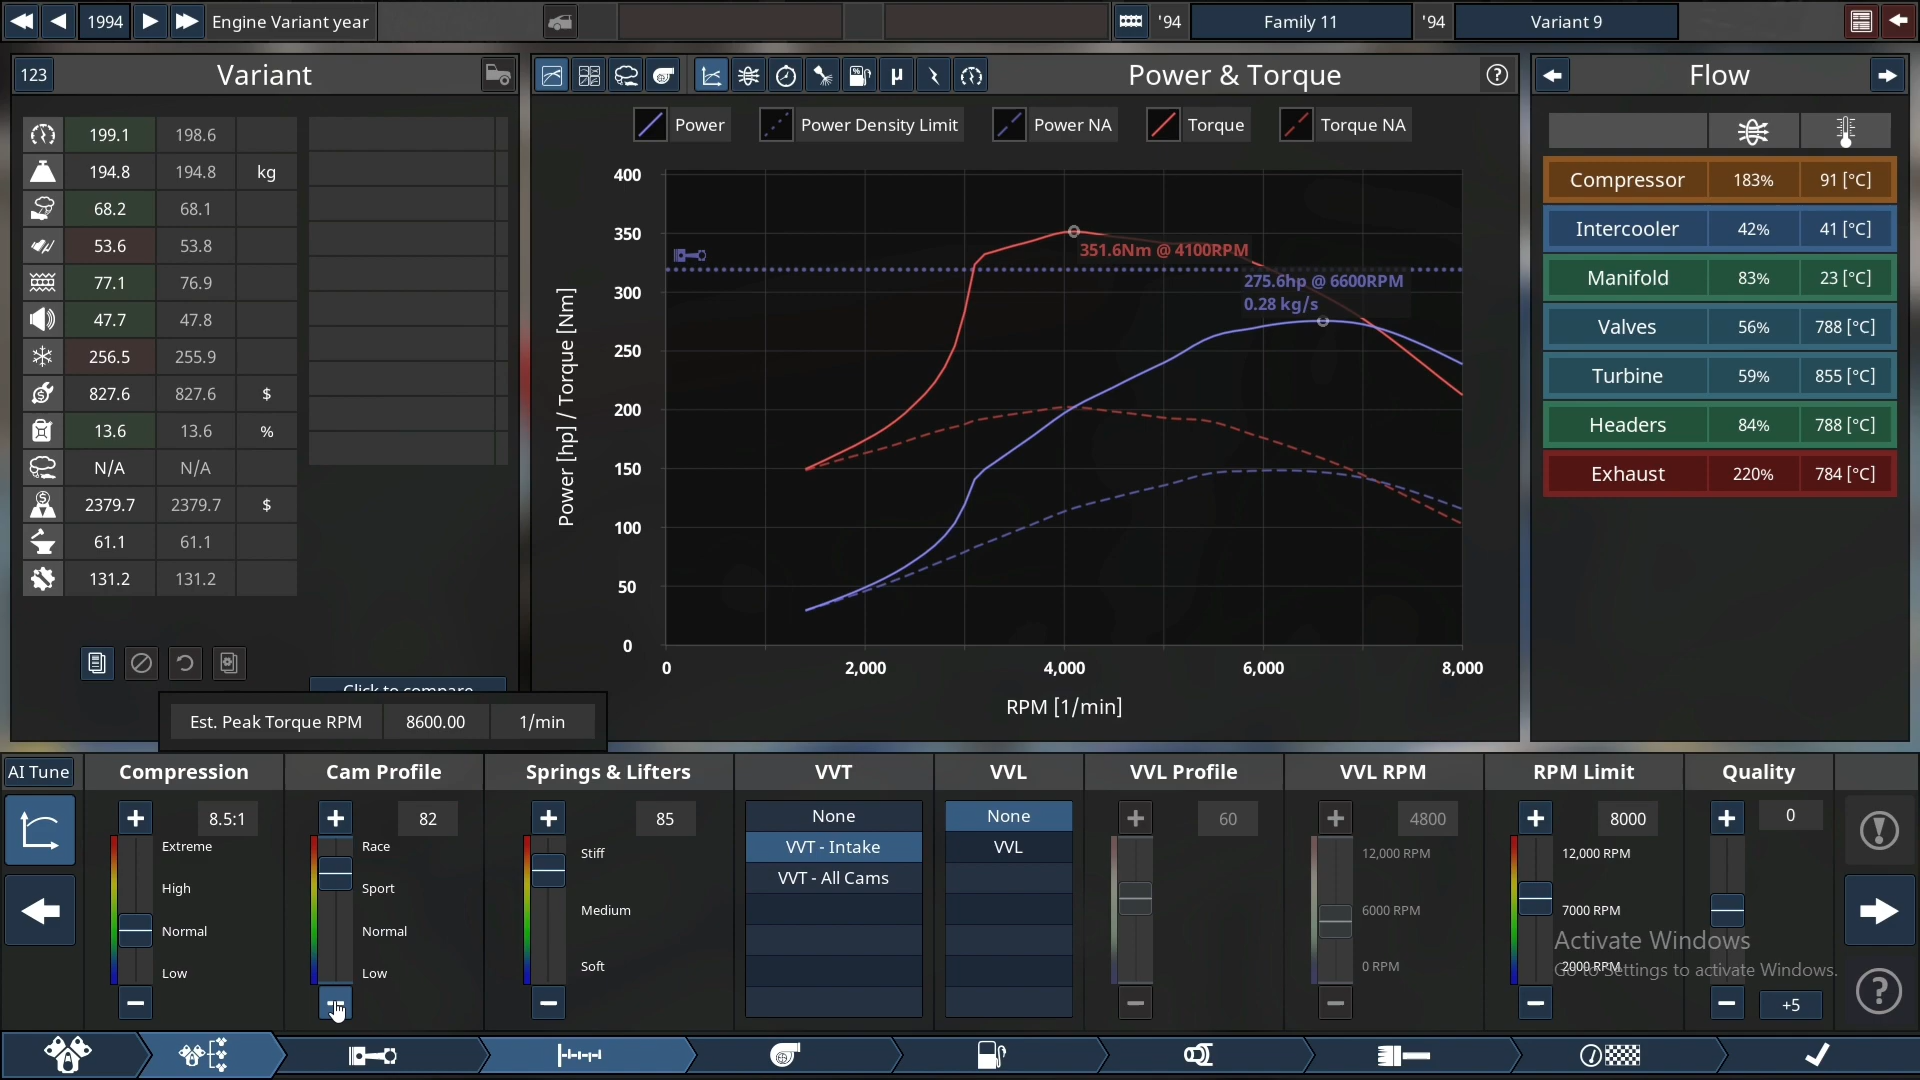 1994 Engine Variant year '94 Family 11 '94 Variant 9
123 Variant
Power & Torque
Flow
Power Power Density Limit Power NA Torque Torque NA
199.1 198.6
194.8 194.8 kg
68.2 68.1
53.6 53.8
77.1 76.9
47.7 47.8
256.5 255.9
827.6 827.6 $
13.6 13.6 %
N/A N/A
2379.7 2379.7 $
61.1 61.1
131.2 131.2
Click to compare
Est. Peak Torque RPM 8600.00 1/min
Power [hp] / Torque [Nm]
400
350
300
250
200
150
100
50
0
351.6Nm @ 4100RPM
275.6hp @ 6600RPM
0.28 kg/s
0 2,000 4,000 6,000 8,000
RPM [1/min]
Compressor 183% 91 [°C]
Intercooler 42% 41 [°C]
Manifold 83% 23 [°C]
Valves 56% 788 [°C]
Turbine 59% 855 [°C]
Headers 84% 788 [°C]
Exhaust 220% 784 [°C]
AI Tune
Compression
8.5:1
Extreme
High
Normal
Low
Cam Profile
82
Race
Sport
Normal
Low
Springs & Lifters
85
Stiff
Medium
Soft
VVT
None
VVT - Intake
VVT - All Cams
VVL
None
VVL
VVL Profile
60
VVL RPM
4800
12,000 RPM
6000 RPM
0 RPM
RPM Limit
8000
12,000 RPM
7000 RPM
2000 RPM
Quality
0
+5
Activate Windows
Go to Settings to activate Windows.